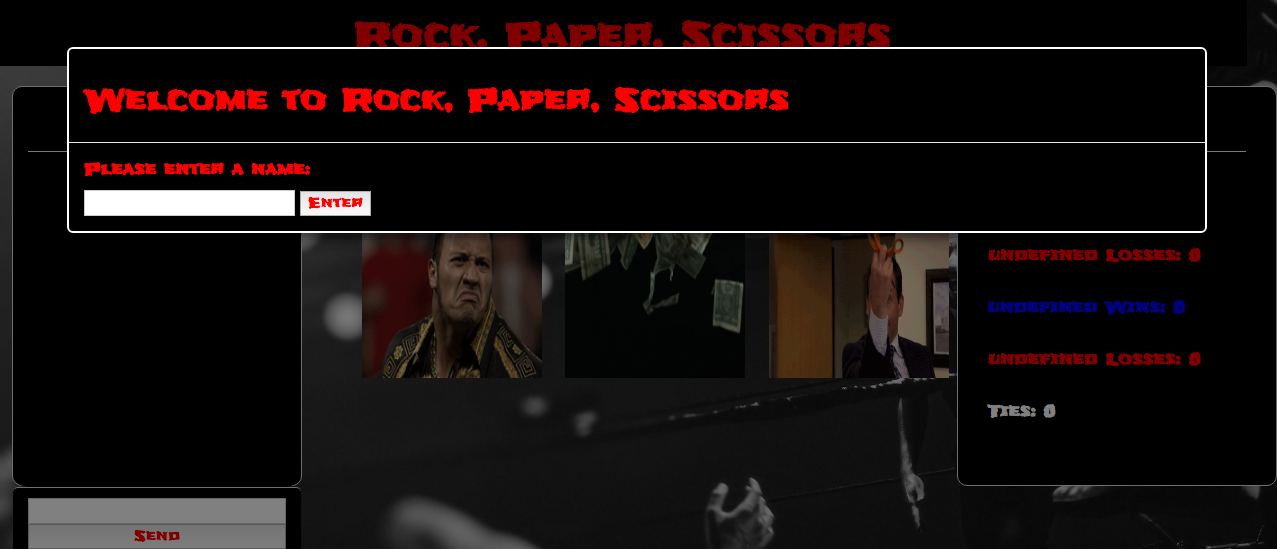 Rock, Paper, Scissors
Welcome to Rock, Paper, Scissors
Please enter a name:
Enter
undefined Losses: 0
undefined Wins: 0
undefined Losses: 0
Ties: 0
Send